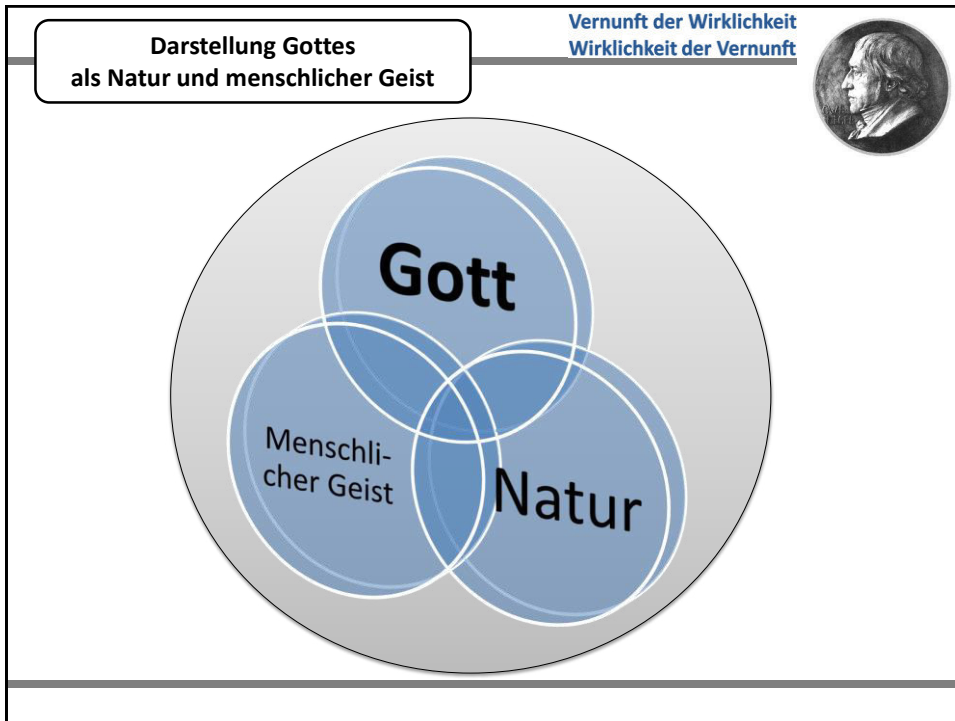 Darstellung Gottes
als Natur und menschlicher Geist
Vernunft der Wirklichkeit
Wirklichkeit der Vernunft
Gott
Menschli-
cher Geist
Natur